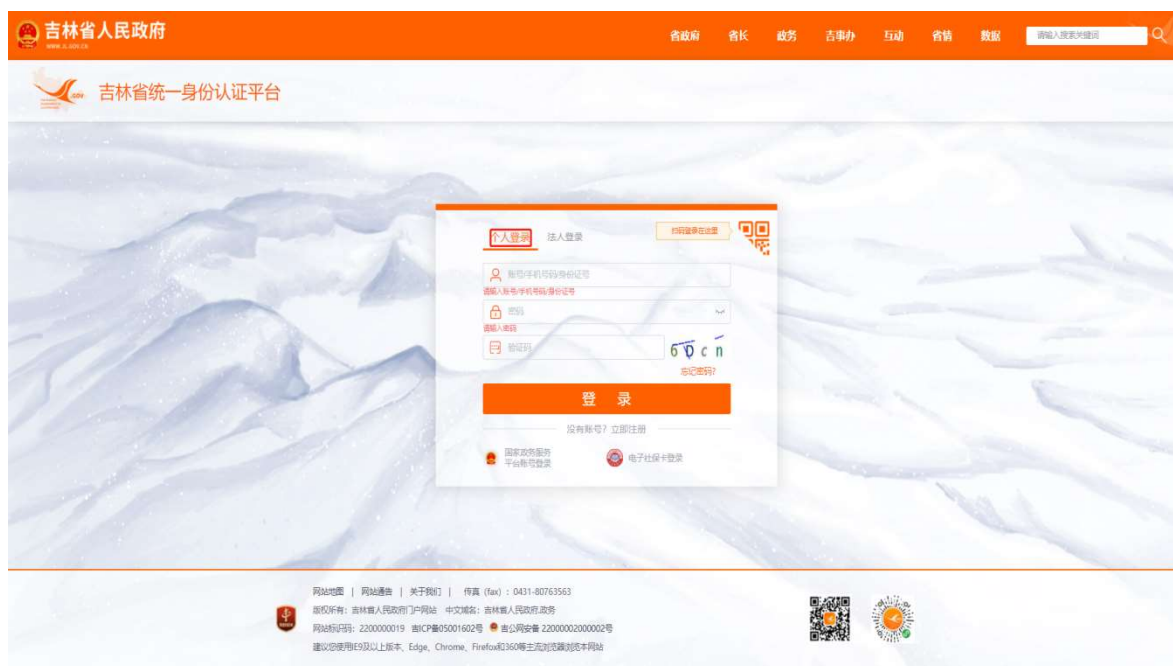 吉林省人民政府
WWW.JL.GOV.CN
省政府 省长 政务 吉事办 互动 省情 数据 请输入搜索关键词
.gov 吉林省统一身份认证平台
个人登录 法人登录 扫码登录在这里
账号/手机号码/身份证号
请输入账号/手机号码/身份证号
密码
请输入密码
验证码 6Dcn
忘记密码?
登 录
没有账号? 立即注册
国家政务服务
平台账号登录
电子社保卡登录
网站地图 | 网站通告 | 关于我们 | 传真 (fax) : 0431-80763563
版权所有: 吉林省人民政府门户网站 中文域名: 吉林省人民政府.政务
网站标识码: 2200000019 吉ICP备05001602号 吉公网安备 22000002000002号
建议您使用IE9及以上版本、Edge、Chrome、Firefox和360等主流浏览器浏览本网站